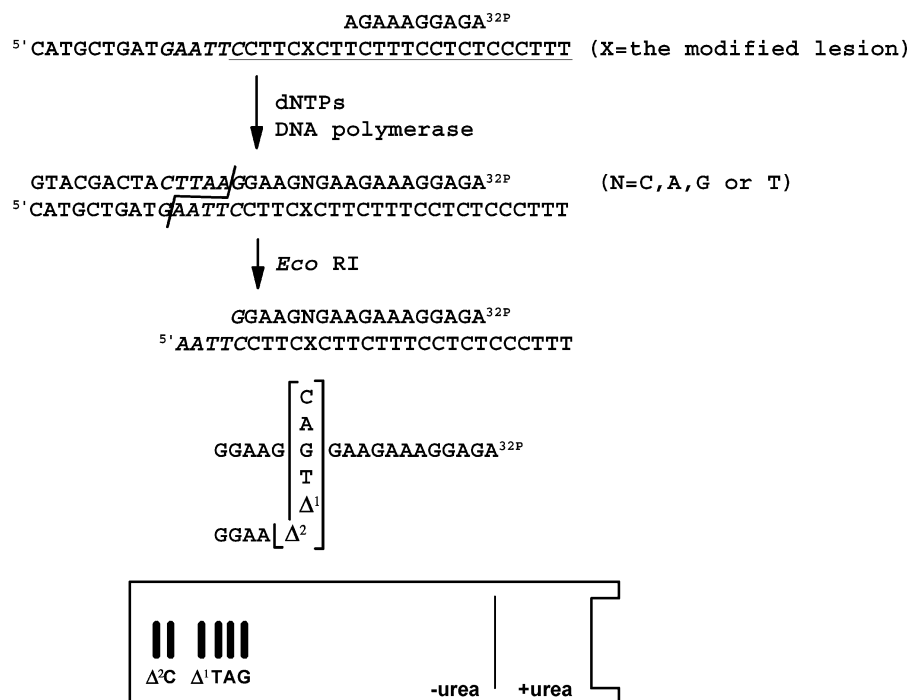 AGAAAGGAGA³²ᴾ
⁵'CATGCTGATGAATTCCTTCXCTTCTTTCCTCTCCCTTT (X=the modified lesion)
dNTPs
DNA polymerase
GTACGACTACTTAAGGAAGNGAAGAAAGGAGA³²ᴾ (N=C,A,G or T)
⁵'CATGCTGATGAATTCCTTCXCTTCTTTCCTCTCCCTTT
Eco RI
GGAAGNGAAGAAAGGAGA³²ᴾ
⁵'AATTCCTTCXCTTCTTTCCTCTCCCTTT
C
A
GGAAG G GAAGAAAGGAGA³²ᴾ
T
Δ¹
GGAA Δ²
Δ²C Δ¹TAG
-urea +urea